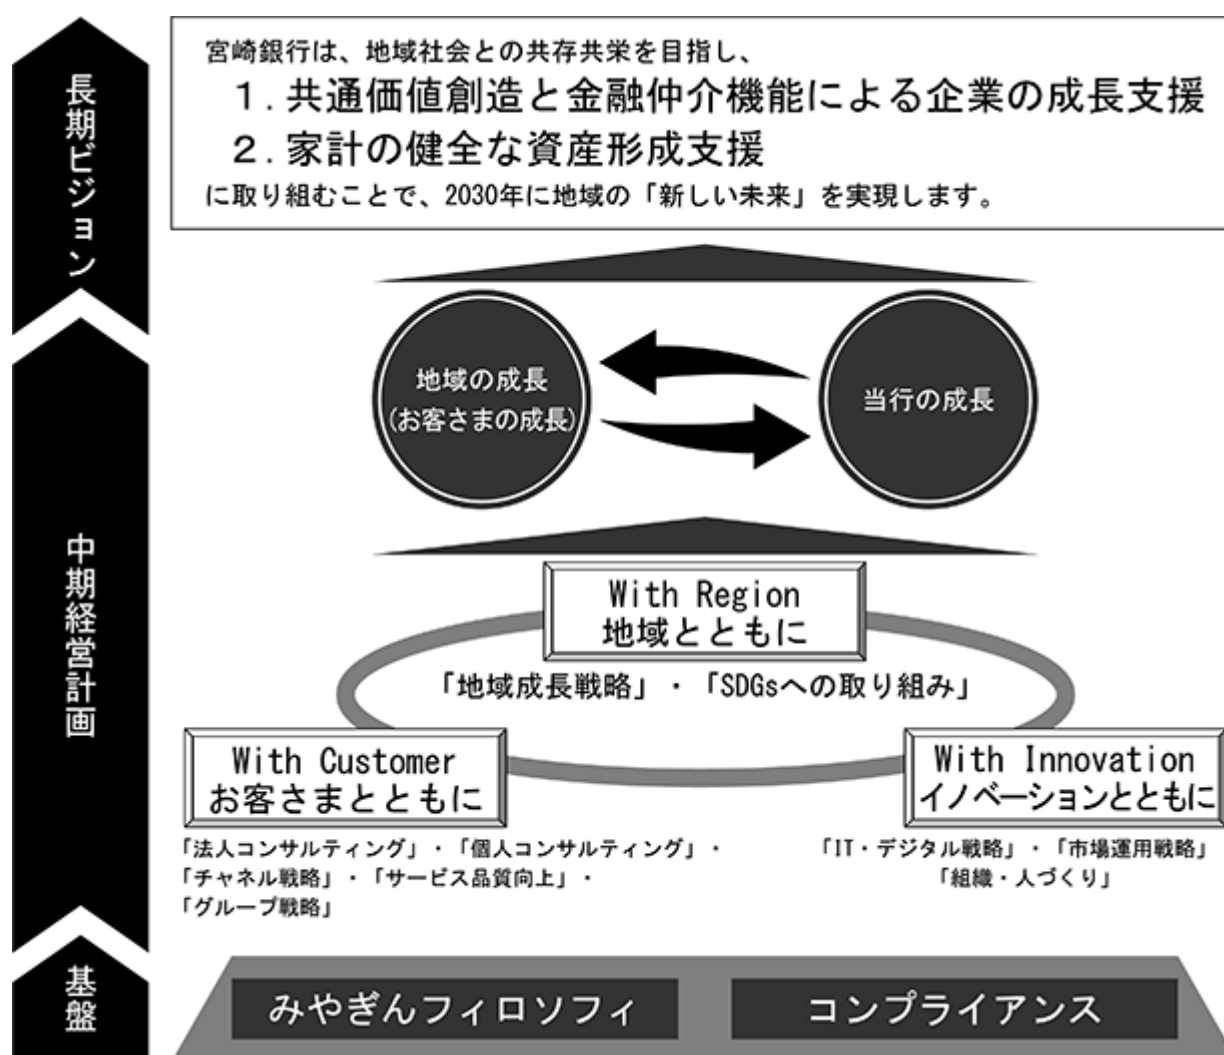 長期ビジョン
宮崎銀行は、地域社会との共存共栄を目指し、
１．共通価値創造と金融仲介機能による企業の成長支援
２．家計の健全な資産形成支援
に取り組むことで、2030年に地域の「新しい未来」を実現します。
中期経営計画
地域の成長
(お客さまの成長)
当行の成長
With Region
地域とともに
「地域成長戦略」・「SDGsへの取り組み」
With Customer
お客さまとともに
「法人コンサルティング」・「個人コンサルティング」・
「チャネル戦略」・「サービス品質向上」・
「グループ戦略」
With Innovation
イノベーションとともに
「IT・デジタル戦略」・「市場運用戦略」
「組織・人づくり」
基盤
みやぎんフィロソフィ
コンプライアンス